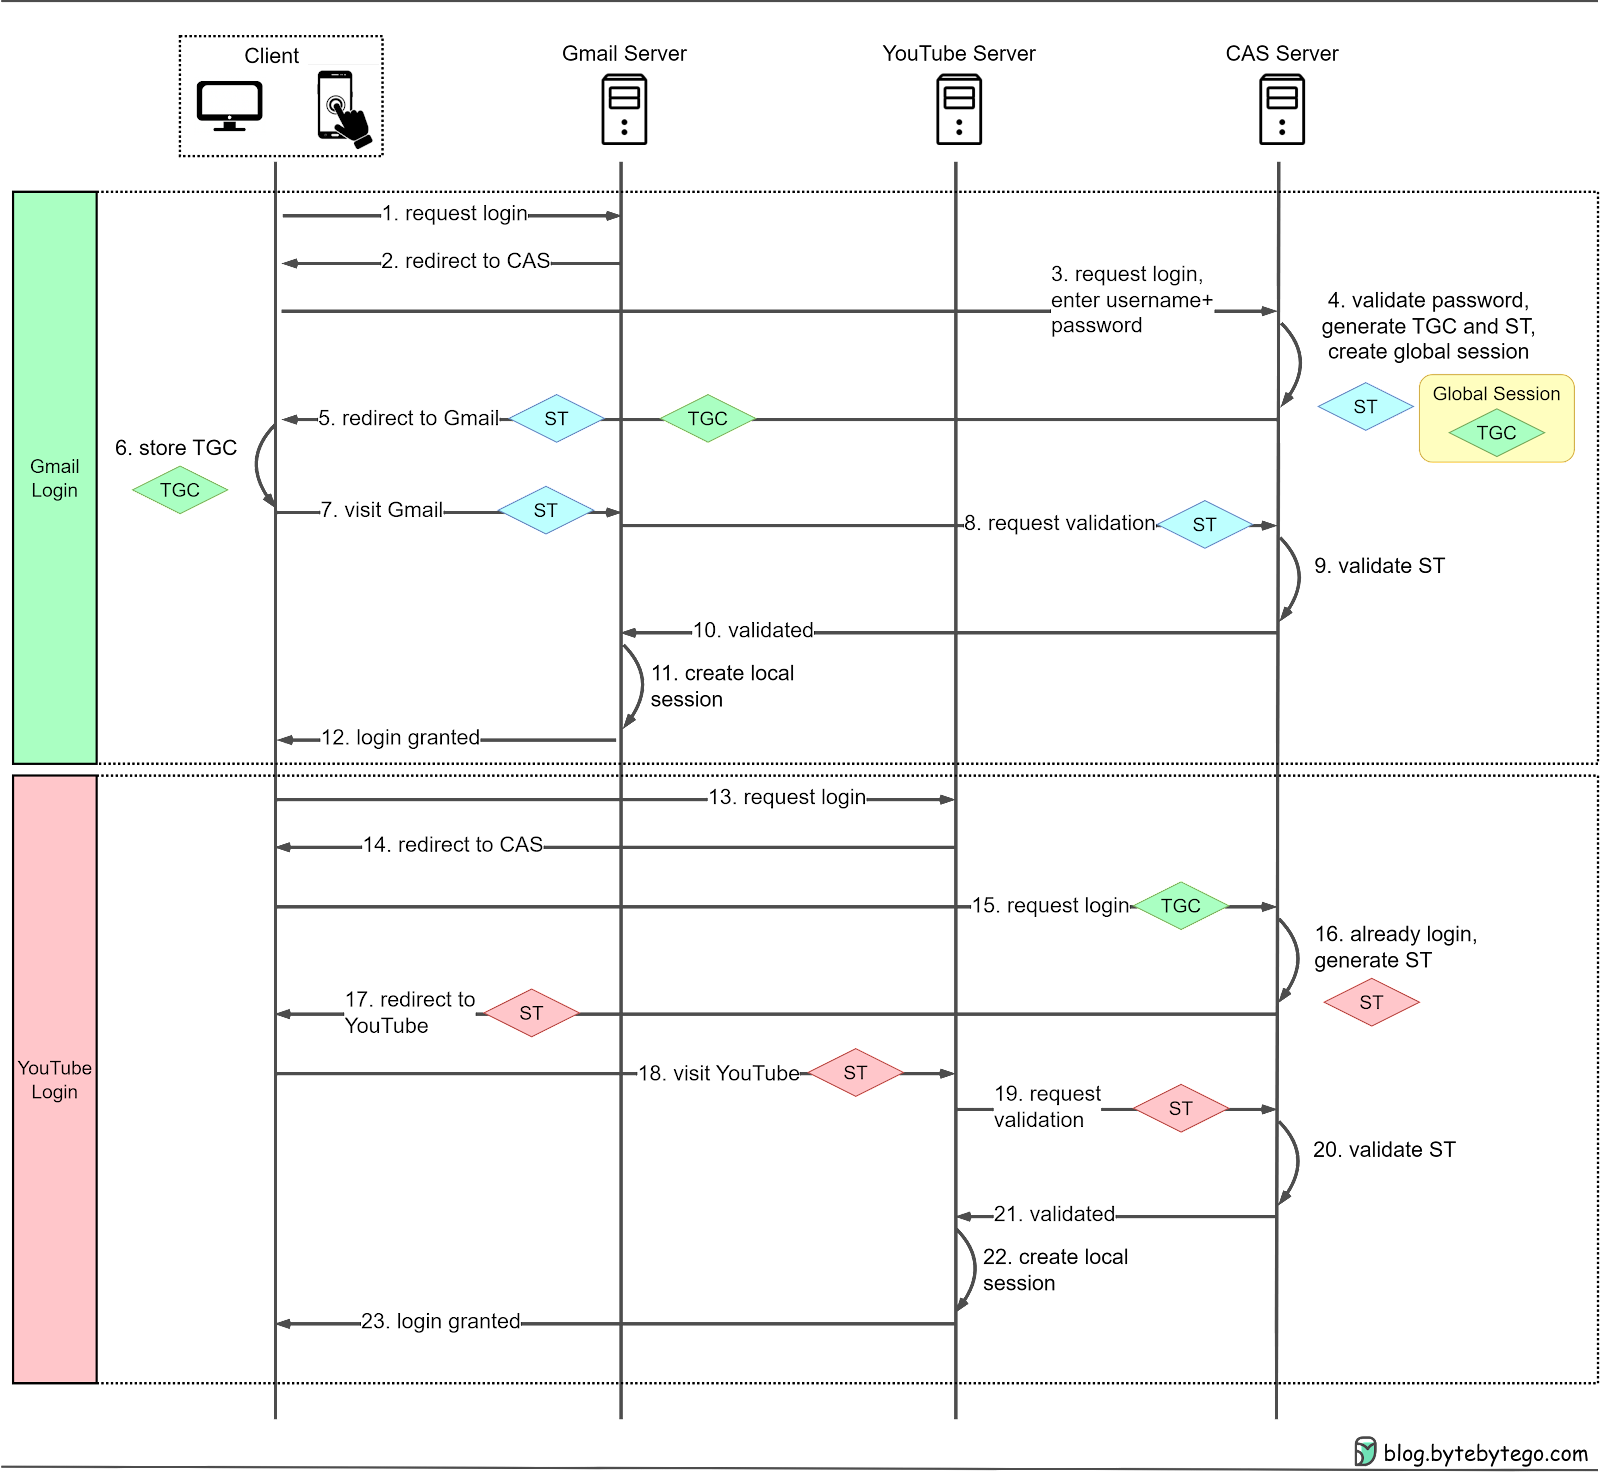 Client
Gmail Server
YouTube Server
CAS Server
Gmail
Login
1. request login
2. redirect to CAS
3. request login,
enter username+
password
4. validate password,
generate TGC and ST,
create global session
ST
Global Session
TGC
5. redirect to Gmail
ST
TGC
6. store TGC
TGC
7. visit Gmail
ST
8. request validation
ST
9. validate ST
10. validated
11. create local
session
12. login granted
YouTube
Login
13. request login
14. redirect to CAS
15. request login
TGC
16. already login,
generate ST
ST
17. redirect to
YouTube
ST
18. visit YouTube
ST
19. request
validation
ST
20. validate ST
21. validated
22. create local
session
23. login granted
blog.bytebytego.com